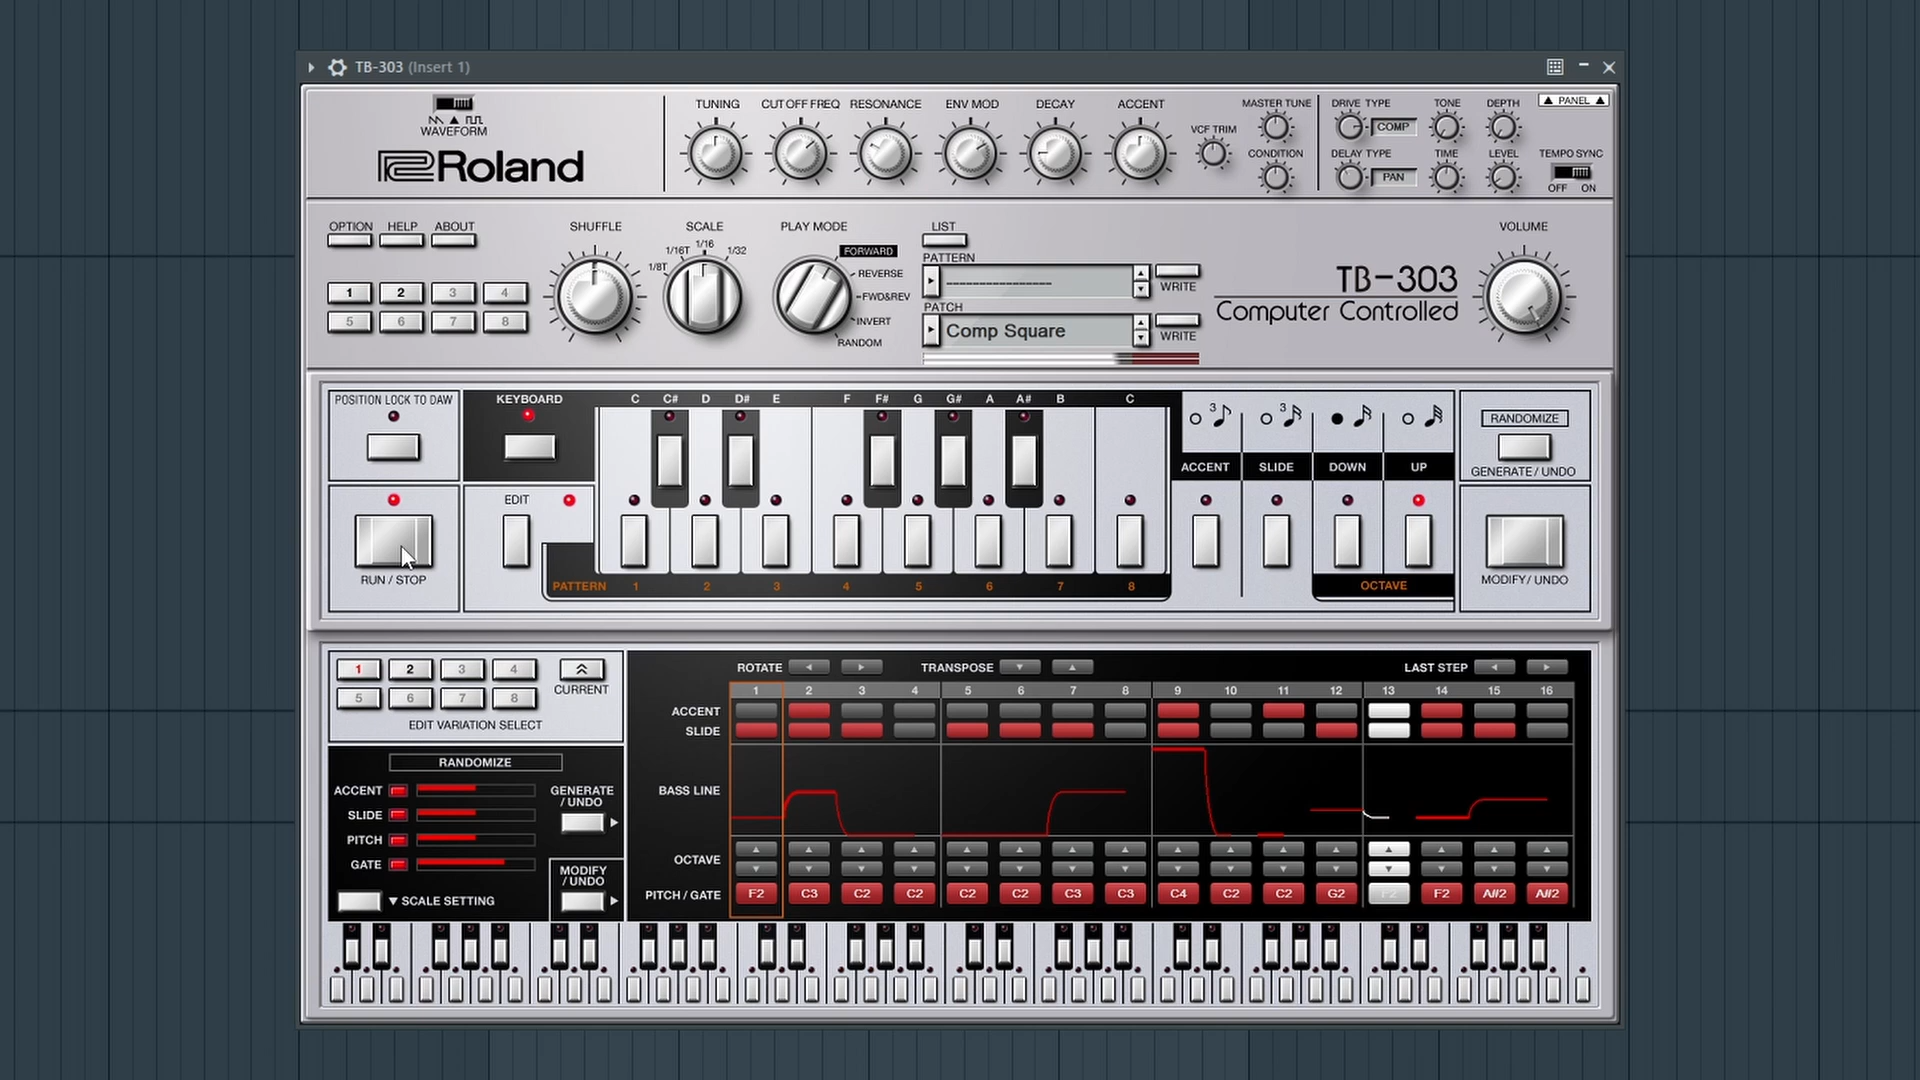 TB-303 (Insert 1)
WAVEFORM
Roland
TUNING CUT OFF FREQ RESONANCE ENV MOD DECAY ACCENT
VCF TRIM
MASTER TUNE
CONDITION
DRIVE TYPE TONE DEPTH
COMP
DELAY TYPE TIME LEVEL
PAN
▲ PANEL ▲
TEMPO SYNC
OFF ON
OPTION HELP ABOUT
1 2 3 4
5 6 7 8
SHUFFLE
SCALE
1/8T 1/16T 1/16 1/32
PLAY MODE
FORWARD
REVERSE
FWD&REV
INVERT
RANDOM
LIST
PATTERN
----------------
WRITE
PATCH
Comp Square
WRITE
TB-303
Computer Controlled
VOLUME
POSITION LOCK TO DAW
RUN / STOP
KEYBOARD
EDIT
C C# D D# E F F# G G# A A# B C
PATTERN 1 2 3 4 5 6 7 8
3 3
ACCENT SLIDE DOWN UP
OCTAVE
RANDOMIZE
GENERATE / UNDO
MODIFY/ UNDO
1 2 3 4
5 6 7 8
CURRENT
EDIT VARIATION SELECT
RANDOMIZE
ACCENT
SLIDE
PITCH
GATE
GENERATE
/ UNDO
MODIFY
/ UNDO
▼ SCALE SETTING
ROTATE TRANSPOSE LAST STEP
1 2 3 4 5 6 7 8 9 10 11 12 13 14 15 16
ACCENT
SLIDE
BASS LINE
OCTAVE
PITCH / GATE F2 C3 C2 C2 C2 C2 C3 C3 C4 C2 C2 G2 F2 F2 A#2 A#2